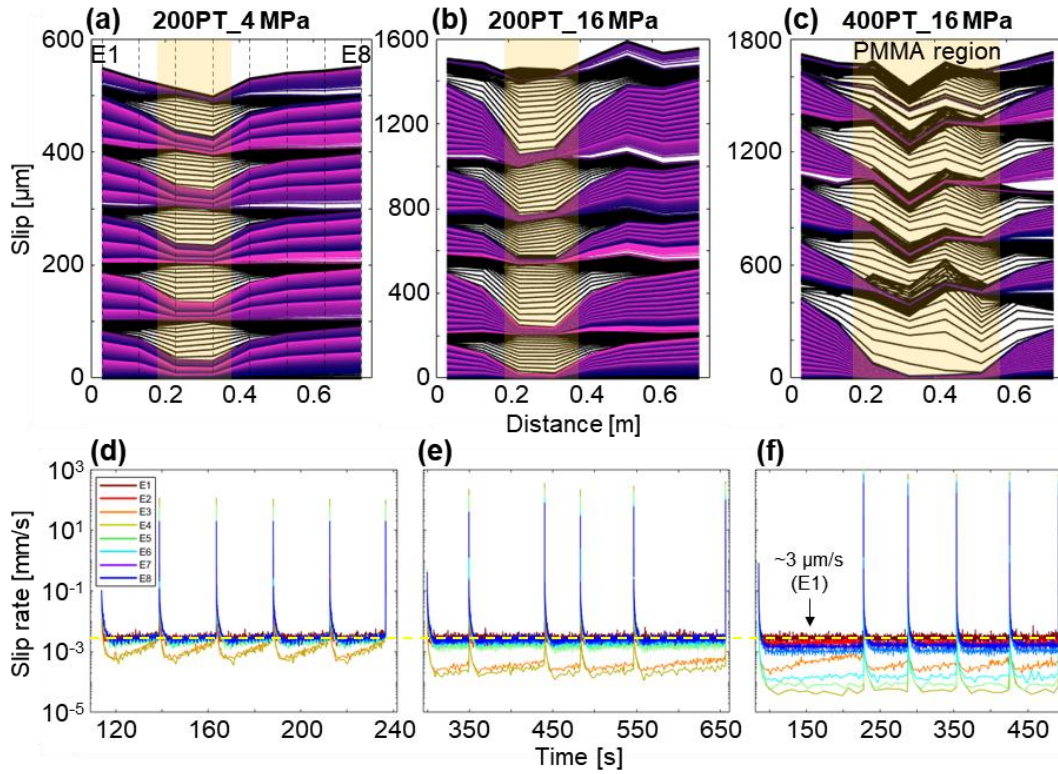 (a) 200PT_4 MPa
(b) 200PT_16 MPa
(c) 400PT_16 MPa
600
E1
E8
400
200
0
0 0.2 0.4 0.6
1600
1200
800
400
0
0 0.2 0.4 0.6
1800
PMMA region
1200
600
0
0 0.2 0.4 0.6
Slip [μm]
Distance [m]
(d)
(e)
(f)
10³
10¹
10⁻¹
10⁻³
10⁻⁵
Slip rate [mm/s]
E1
E2
E3
E4
E5
E6
E7
E8
~3 μm/s
(E1)
120 160 200 240
350 450 550 650
150 250 350 450
Time [s]